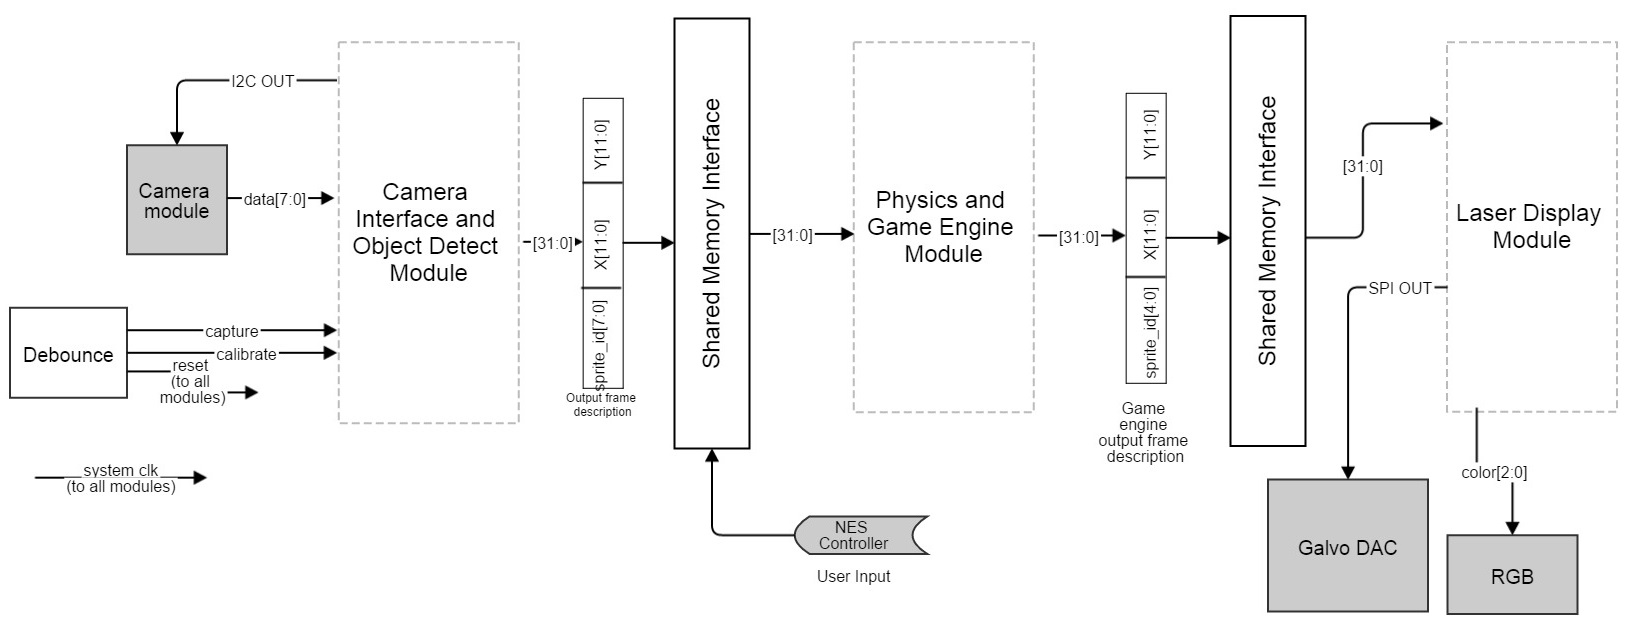 I2C OUT
Camera
module
data[7:0]
Camera
Interface and
Object Detect
Module
Debounce
capture
calibrate
reset
(to all
modules)
system clk
(to all modules)
[31:0]
Y[11:0]
X[11:0]
sprite_id[7:0]
Output frame
description
Shared Memory Interface
NES
Controller
User Input
[31:0]
Physics and
Game Engine
Module
[31:0]
Y[11:0]
X[11:0]
sprite_id[4:0]
Game
engine
output frame
description
Shared Memory Interface
[31:0]
Laser Display
Module
SPI OUT
Galvo DAC
color[2:0]
RGB